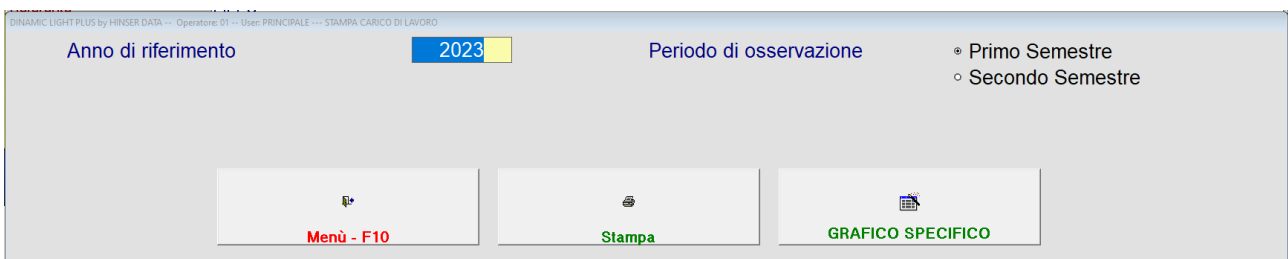 DINAMIC LIGHT PLUS by HINSER DATA -- Operatore: 01 -- User: PRINCIPALE --- STAMPA CARICO DI LAVORO
Anno di riferimento 2023 Periodo di osservazione Primo Semestre
Secondo Semestre
Menù - F10 Stampa GRAFICO SPECIFICO